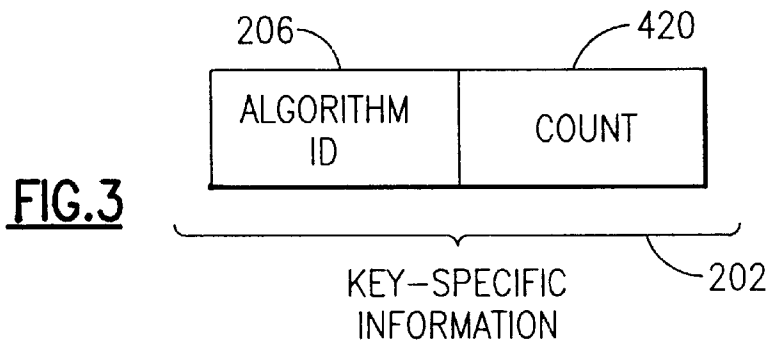 206
420
ALGORITHM
ID
COUNT
FIG.3
202
KEY-SPECIFIC
INFORMATION